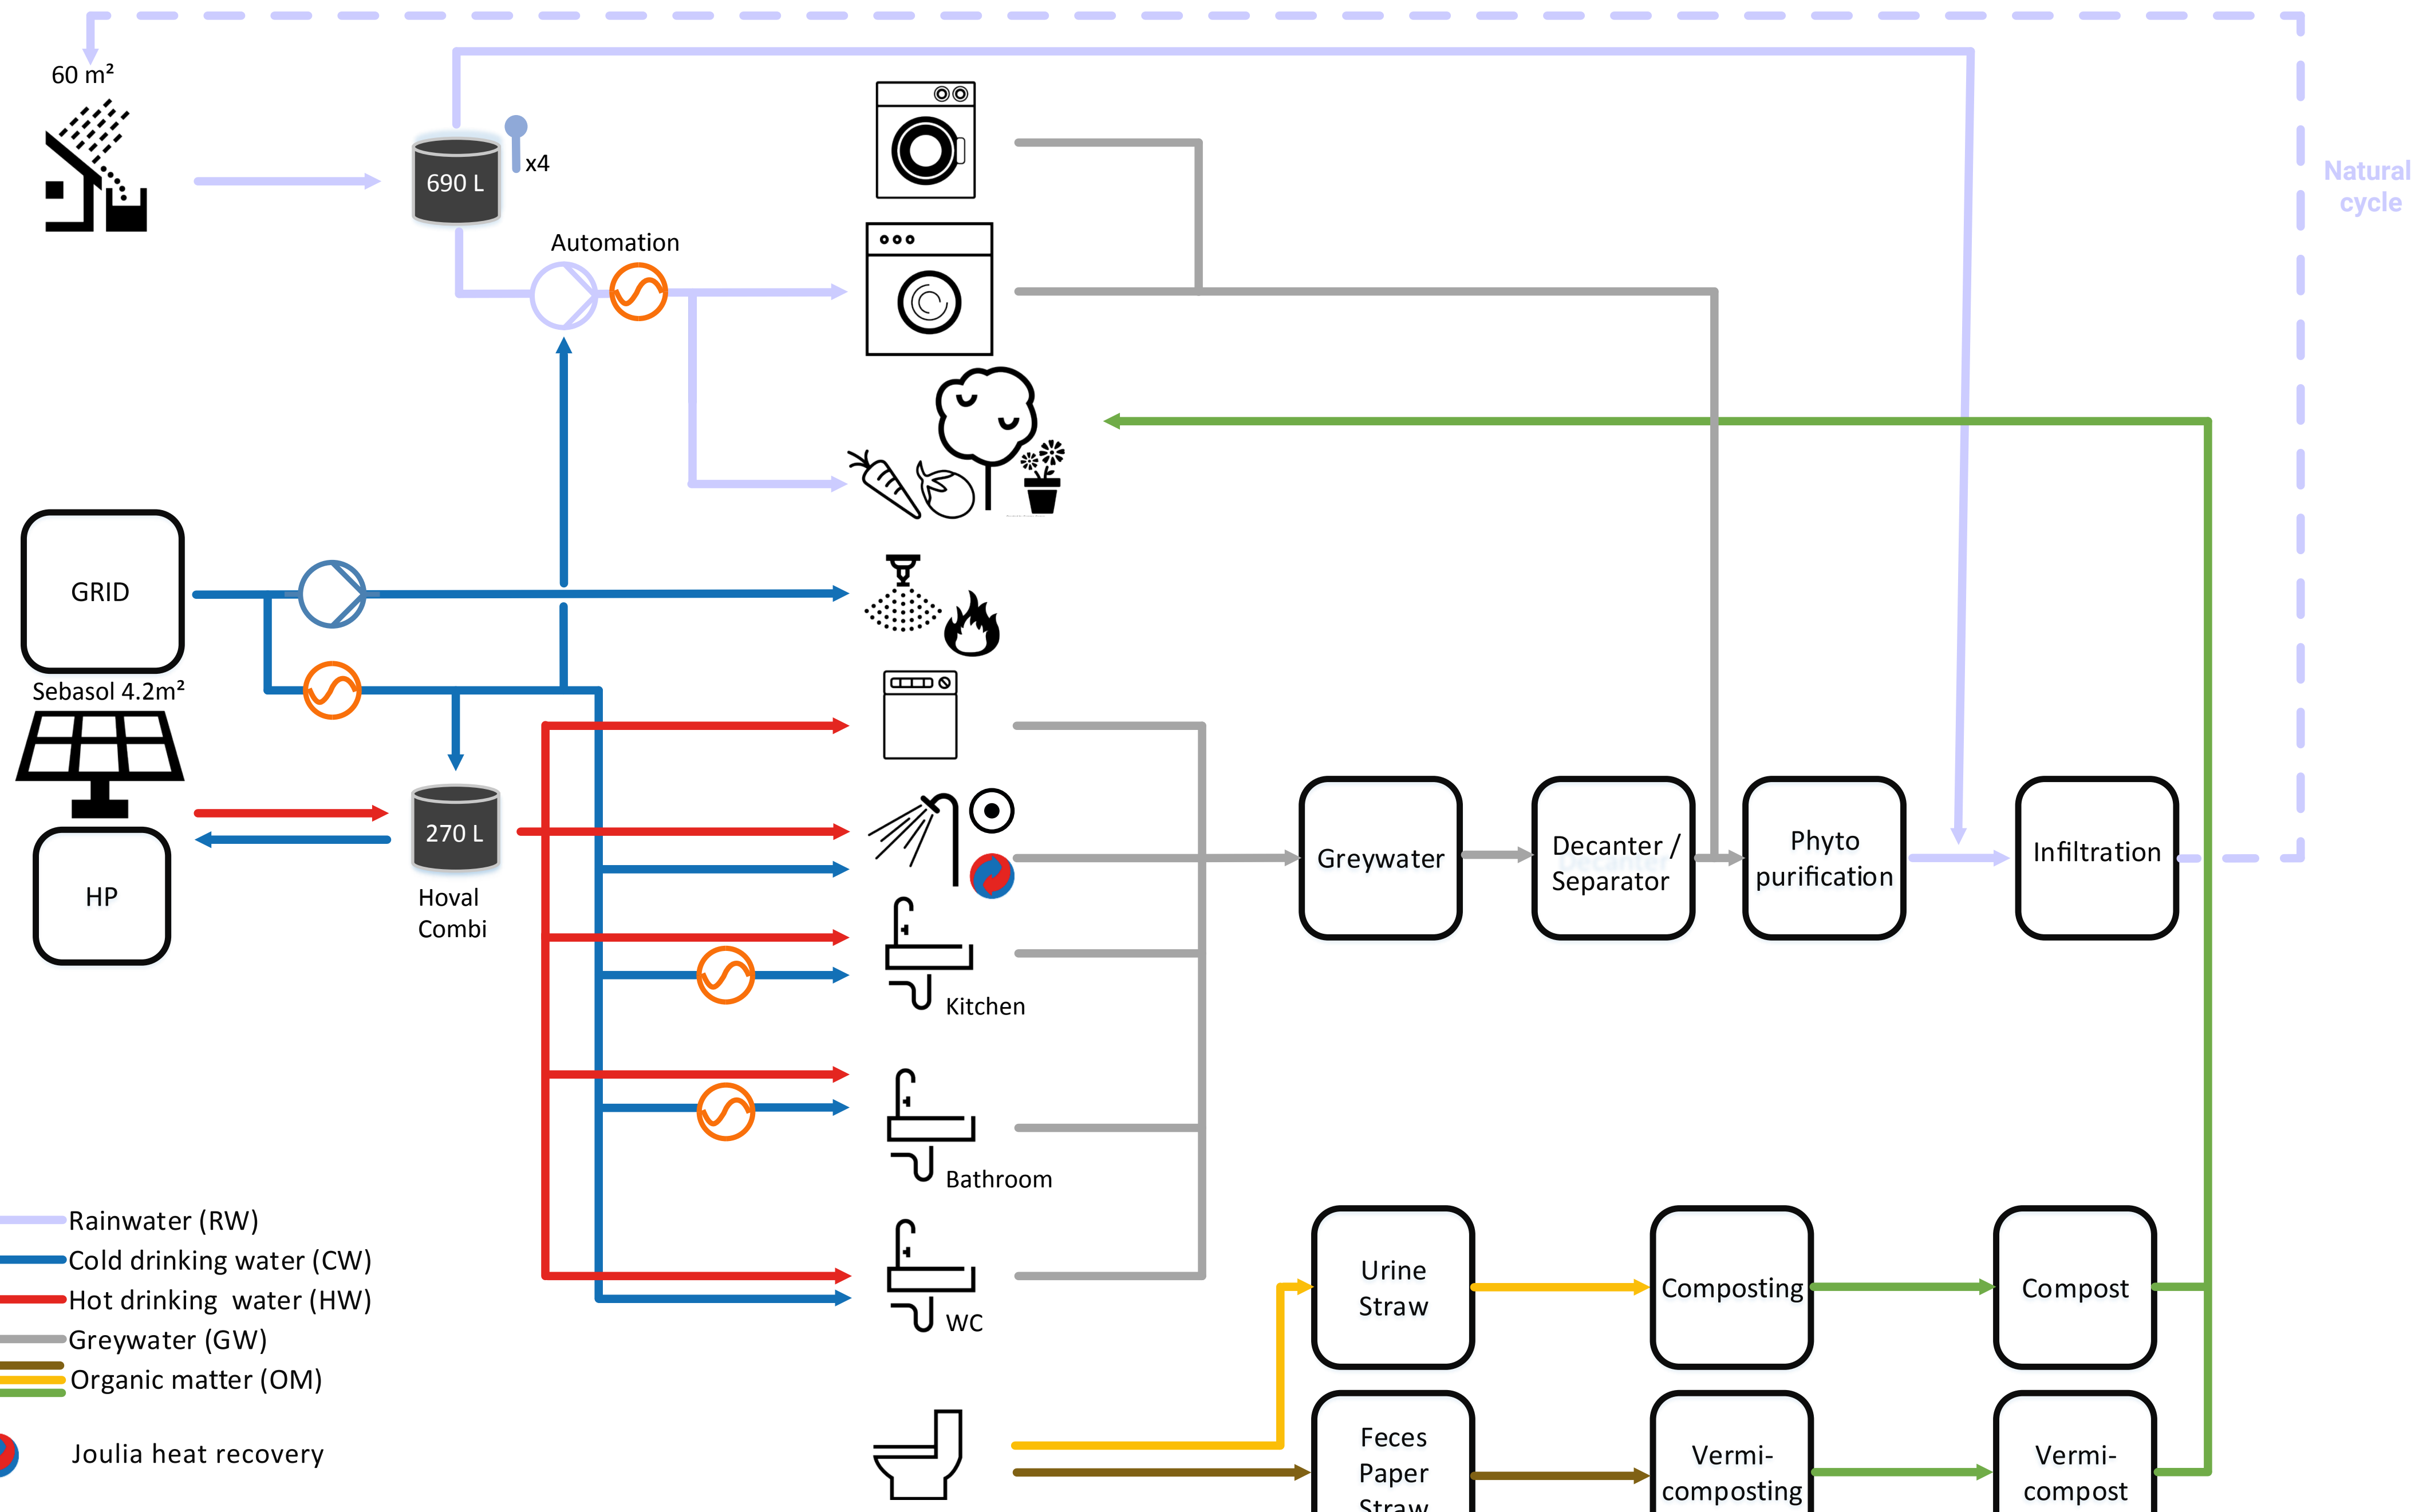 60 m²
690 L
x4
Automation
Natural
cycle
GRID
Sebasol 4.2m²
HP
270 L
Hoval
Combi
Kitchen
Bathroom
WC
Greywater
Decanter /
Separator
Phyto
purification
Infiltration
Rainwater (RW)
Cold drinking water (CW)
Hot drinking water (HW)
Greywater (GW)
Organic matter (OM)
Joulia heat recovery
Urine
Straw
Composting
Compost
Feces
Paper
Straw
Vermi-
composting
Vermi-
compost